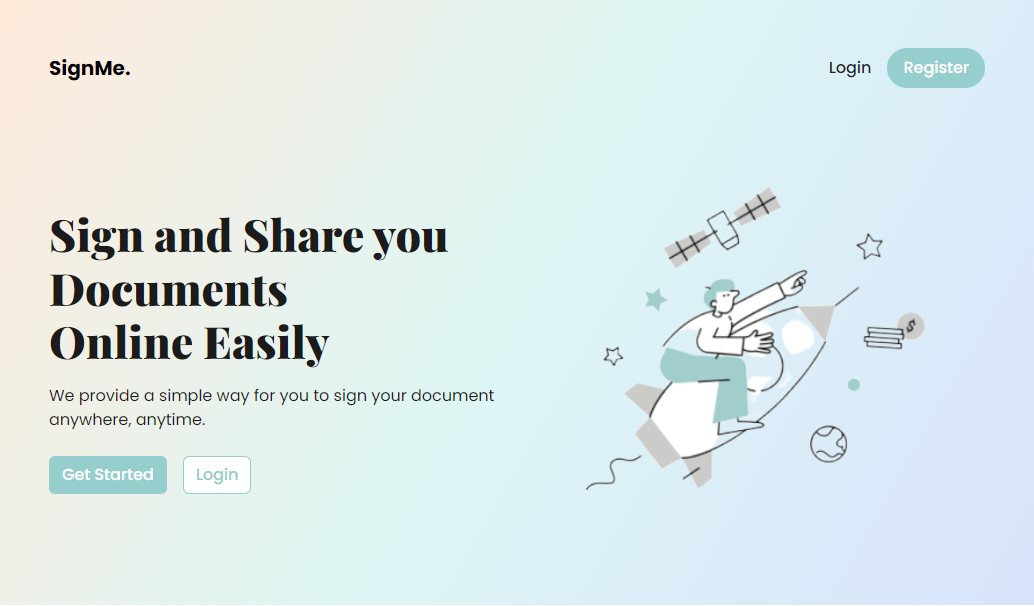 SignMe.
Login
Register
Sign and Share you
Documents
Online Easily
We provide a simple way for you to sign your document
anywhere, anytime.
Get Started
Login
$